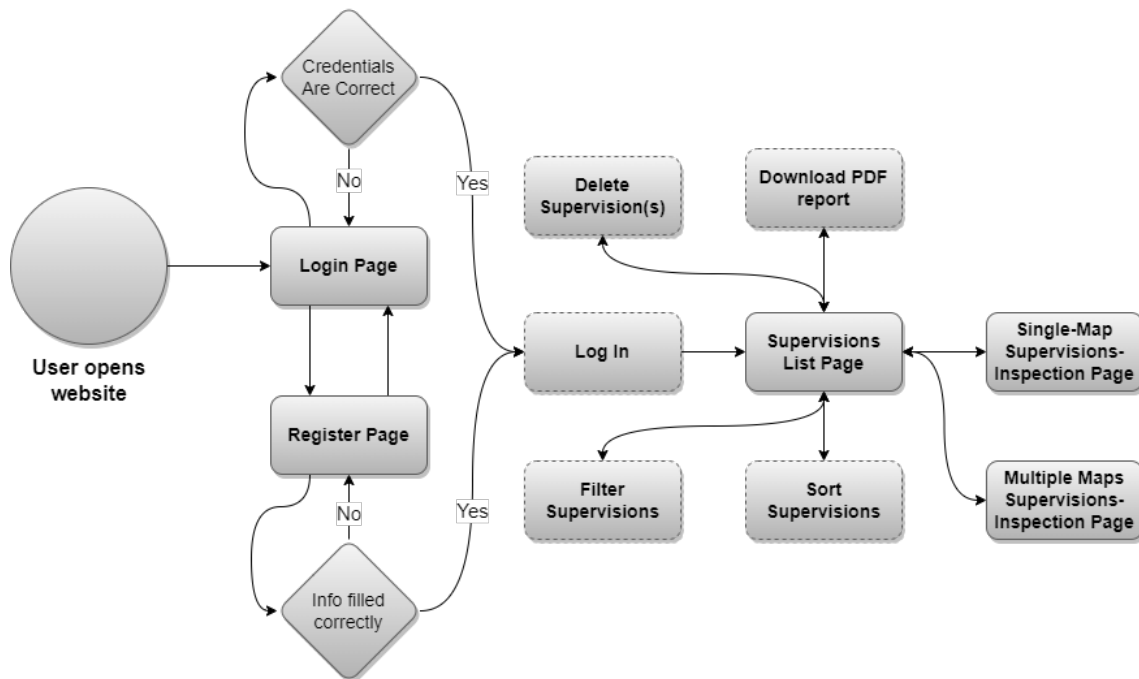 Credentials
Are Correct
No
Yes
Login Page
User opens
website
Register Page
No
Yes
Info filled
correctly
Delete
Supervision(s)
Download PDF
report
Log In
Supervisions
List Page
Single-Map
Supervisions-
Inspection Page
Filter
Supervisions
Sort
Supervisions
Multiple Maps
Supervisions-
Inspection Page